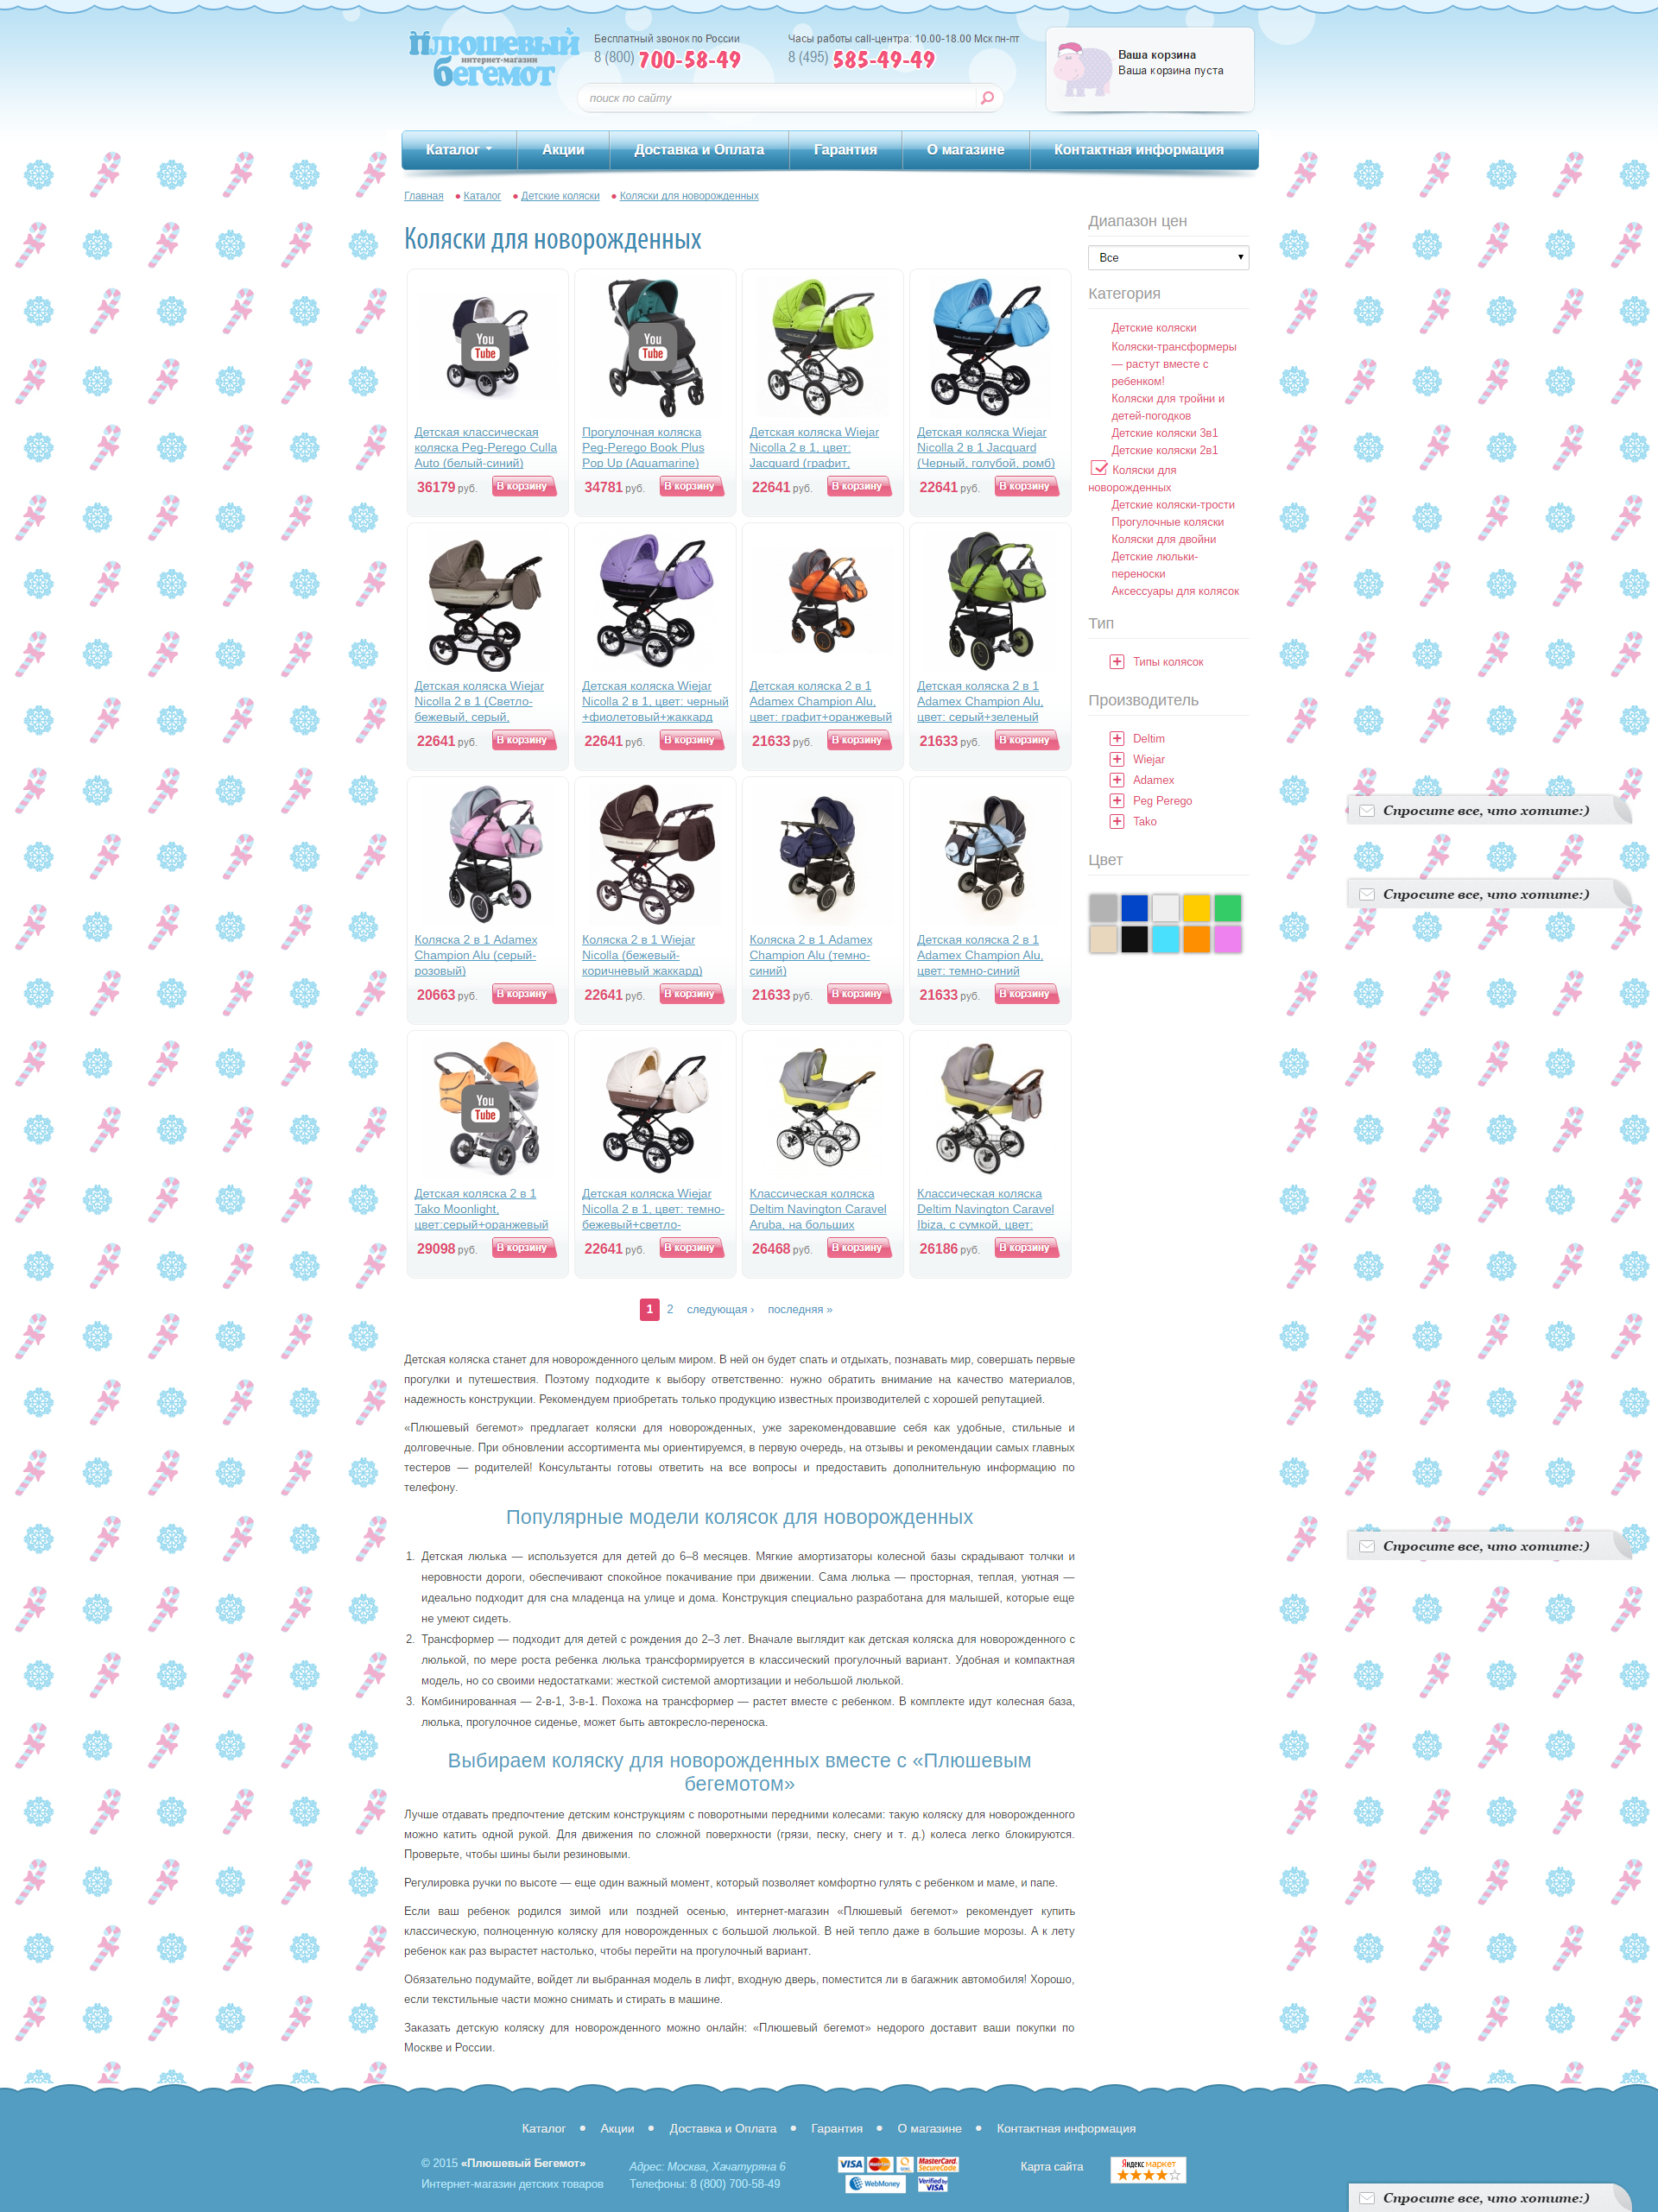 Плюшевый
интернет-магазин
бегемот
Бесплатный звонок по России
8 (800) 700-58-49
Часы работы call-центра: 10.00-18.00 Мск пн-пт
8 (495) 585-49-49
поиск по сайту
Ваша корзина
Ваша корзина пуста
Каталог Акции Доставка и Оплата Гарантия О магазине Контактная информация
Главная Каталог Детские коляски Коляски для новорожденных
Коляски для новорожденных
You Tube
Детская классическая
коляска Peg-Perego Culla
Auto (белый-синий)
36179 руб. В корзину
You Tube
Прогулочная коляска
Peg-Perego Book Plus
Pop Up (Aquamarine)
34781 руб. В корзину
Детская коляска Wiejar
Nicolla 2 в 1, цвет:
Jacquard (графит,
22641 руб. В корзину
Детская коляска Wiejar
Nicolla 2 в 1 Jacquard
(Черный, голубой, ромб)
22641 руб. В корзину
Детская коляска Wiejar
Nicolla 2 в 1 (Светло-
бежевый, серый,
22641 руб. В корзину
Детская коляска Wiejar
Nicolla 2 в 1, цвет: черный
+фиолетовый+жаккард
22641 руб. В корзину
Детская коляска 2 в 1
Adamex Champion Alu,
цвет: графит+оранжевый
21633 руб. В корзину
Детская коляска 2 в 1
Adamex Champion Alu,
цвет: серый+зеленый
21633 руб. В корзину
Коляска 2 в 1 Adamex
Champion Alu (серый-
розовый)
20663 руб. В корзину
Коляска 2 в 1 Wiejar
Nicolla (бежевый-
коричневый жаккард)
22641 руб. В корзину
Коляска 2 в 1 Adamex
Champion Alu (темно-
синий)
21633 руб. В корзину
Детская коляска 2 в 1
Adamex Champion Alu,
цвет: темно-синий
21633 руб. В корзину
You Tube
Детская коляска 2 в 1
Tako Moonlight,
цвет:серый+оранжевый
29098 руб. В корзину
Детская коляска Wiejar
Nicolla 2 в 1, цвет: темно-
бежевый+светло-
22641 руб. В корзину
Классическая коляска
Deltim Navington Caravel
Aruba, на больших
26468 руб. В корзину
Классическая коляска
Deltim Navington Caravel
Ibiza, с сумкой, цвет:
26186 руб. В корзину
1 2 следующая › последняя »
Диапазон цен
Все
Категория
Детские коляски
Коляски-трансформеры
— растут вместе с
ребенком!
Коляски для тройни и
детей-погодков
Детские коляски 3в1
Детские коляски 2в1
Коляски для
новорожденных
Детские коляски-трости
Прогулочные коляски
Коляски для двойни
Детские люльки-
переноски
Аксессуары для колясок
Тип
Типы колясок
Производитель
Deltim
Wiejar
Adamex
Peg Perego
Tako
Цвет
Спросите все, что хотите:)
Спросите все, что хотите:)
Детская коляска станет для новорожденного целым миром. В ней он будет спать и отдыхать, познавать мир, совершать первые
прогулки и путешествия. Поэтому подходите к выбору ответственно: нужно обратить внимание на качество материалов,
надежность конструкции. Рекомендуем приобретать только продукцию известных производителей с хорошей репутацией.
«Плюшевый бегемот» предлагает коляски для новорожденных, уже зарекомендовавшие себя как удобные, стильные и
долговечные. При обновлении ассортимента мы ориентируемся, в первую очередь, на отзывы и рекомендации самых главных
тестеров — родителей! Консультанты готовы ответить на все вопросы и предоставить дополнительную информацию по
телефону.
Популярные модели колясок для новорожденных
Спросите все, что хотите:)
1. Детская люлька — используется для детей до 6–8 месяцев. Мягкие амортизаторы колесной базы скрадывают толчки и
неровности дороги, обеспечивают спокойное покачивание при движении. Сама люлька — просторная, теплая, уютная —
идеально подходит для сна младенца на улице и дома. Конструкция специально разработана для малышей, которые еще
не умеют сидеть.
2. Трансформер — подходит для детей с рождения до 2–3 лет. Вначале выглядит как детская коляска для новорожденного с
люлькой, по мере роста ребенка люлька трансформируется в классический прогулочный вариант. Удобная и компактная
модель, но со своими недостатками: жесткой системой амортизации и небольшой люлькой.
3. Комбинированная — 2-в-1, 3-в-1. Похожа на трансформер — растет вместе с ребенком. В комплекте идут колесная база,
люлька, прогулочное сиденье, может быть автокресло-переноска.
Выбираем коляску для новорожденных вместе с «Плюшевым
бегемотом»
Лучше отдавать предпочтение детским конструкциям с поворотными передними колесами: такую коляску для новорожденного
можно катить одной рукой. Для движения по сложной поверхности (грязи, песку, снегу и т. д.) колеса легко блокируются.
Проверьте, чтобы шины были резиновыми.
Регулировка ручки по высоте — еще один важный момент, который позволяет комфортно гулять с ребенком и маме, и папе.
Если ваш ребенок родился зимой или поздней осенью, интернет-магазин «Плюшевый бегемот» рекомендует купить
классическую, полноценную коляску для новорожденных с большой люлькой. В ней тепло даже в большие морозы. А к лету
ребенок как раз вырастет настолько, чтобы перейти на прогулочный вариант.
Обязательно подумайте, войдет ли выбранная модель в лифт, входную дверь, поместится ли в багажник автомобиля! Хорошо,
если текстильные части можно снимать и стирать в машине.
Заказать детскую коляску для новорожденного можно онлайн: «Плюшевый бегемот» недорого доставит ваши покупки по
Москве и России.
Каталог Акции Доставка и Оплата Гарантия О магазине Контактная информация
© 2015 «Плюшевый Бегемот»
Интернет-магазин детских товаров
Адрес: Москва, Хачатуряна 6
Телефоны: 8 (800) 700-58-49
VISA MasterCard MasterCard SecureCode
WebMoney Verified by VISA
Карта сайта
Яндекс маркет
Спросите все, что хотите:)